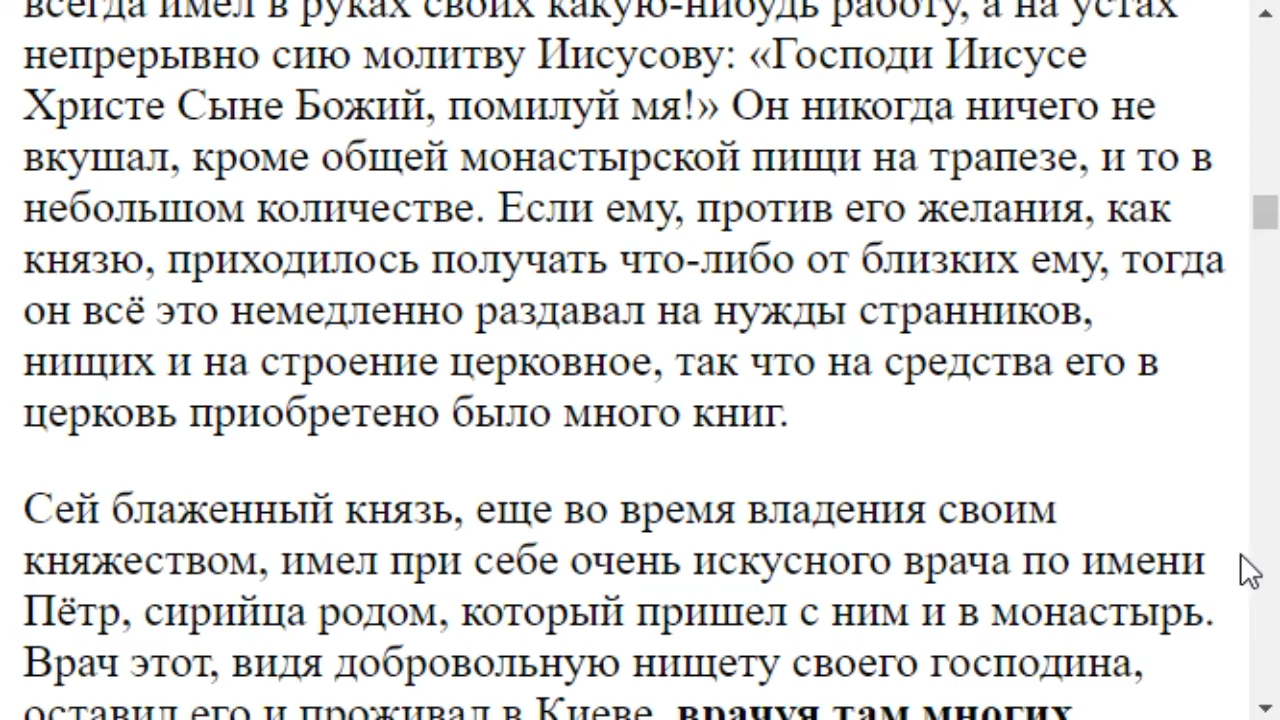 всегда имел в руках своих какую-нибудь работу, а на устах
непрерывно сию молитву Иисусову: «Господи Иисусе
Христе Сыне Божий, помилуй мя!» Он никогда ничего не
вкушал, кроме общей монастырской пищи на трапезе, и то в
небольшом количестве. Если ему, против его желания, как
князю, приходилось получать что-либо от близких ему, тогда
он всё это немедленно раздавал на нужды странников,
нищих и на строение церковное, так что на средства его в
церковь приобретено было много книг.
Сей блаженный князь, еще во время владения своим
княжеством, имел при себе очень искусного врача по имени
Пётр, сирийца родом, который пришел с ним и в монастырь.
Врач этот, видя добровольную нищету своего господина,
оставил его и проживал в Киеве, врачуя там многих